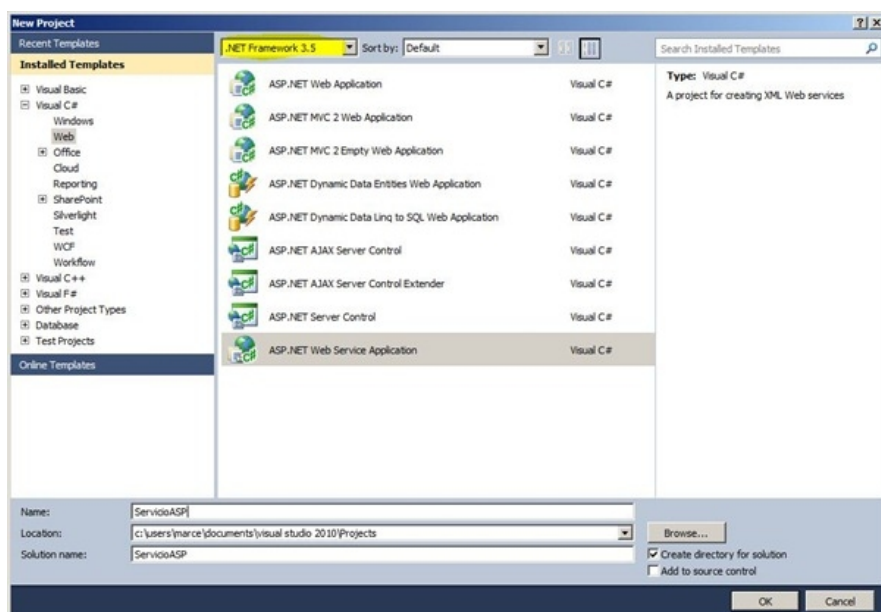 New Project
Recent Templates
.NET Framework 3.5
Sort by: Default
Search Installed Templates
Installed Templates
Visual Basic
Visual C#
Windows
Web
Office
Cloud
Reporting
SharePoint
Silverlight
Test
WCF
Workflow
Visual C++
Visual F#
Other Project Types
Database
Test Projects
Online Templates
ASP.NET Web Application Visual C#
ASP.NET MVC 2 Web Application Visual C#
ASP.NET MVC 2 Empty Web Application Visual C#
ASP.NET Dynamic Data Entities Web Application Visual C#
ASP.NET Dynamic Data Linq to SQL Web Application Visual C#
ASP.NET AJAX Server Control Visual C#
ASP.NET AJAX Server Control Extender Visual C#
ASP.NET Server Control Visual C#
ASP.NET Web Service Application Visual C#
Type: Visual C#
A project for creating XML Web services
Name: ServicioASP
Location: c:\users\marce\documents\visual studio 2010\Projects
Browse...
Solution name: ServicioASP
Create directory for solution
Add to source control
OK
Cancel